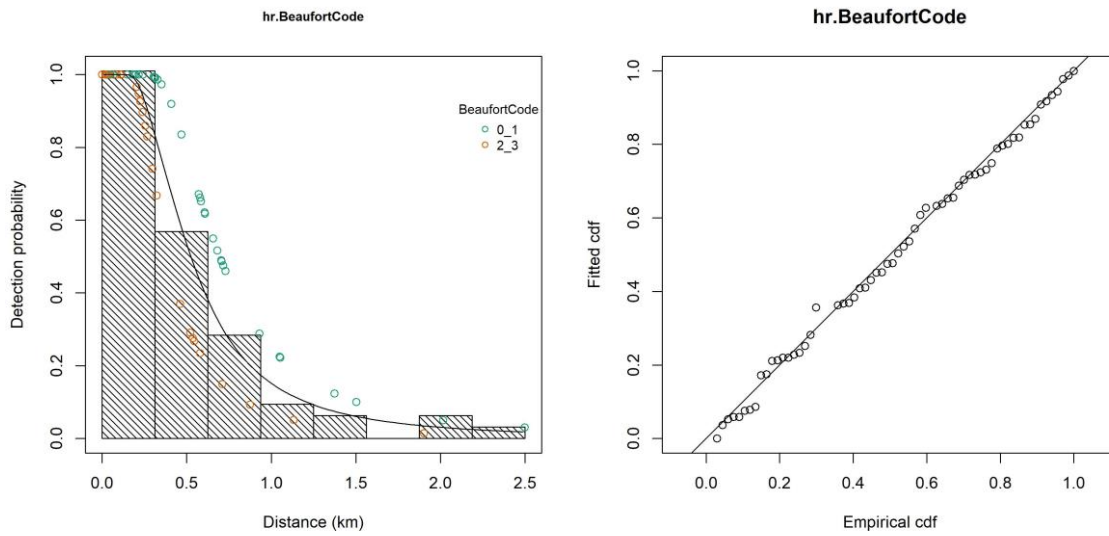 hr.BeaufortCode
Detection probability
1.0
0.8
0.6
0.4
0.2
0.0
BeaufortCode
0_1
2_3
0.0 0.5 1.0 1.5 2.0 2.5
Distance (km)
hr.BeaufortCode
Fitted cdf
1.0
0.8
0.6
0.4
0.2
0.0
0.0 0.2 0.4 0.6 0.8 1.0
Empirical cdf